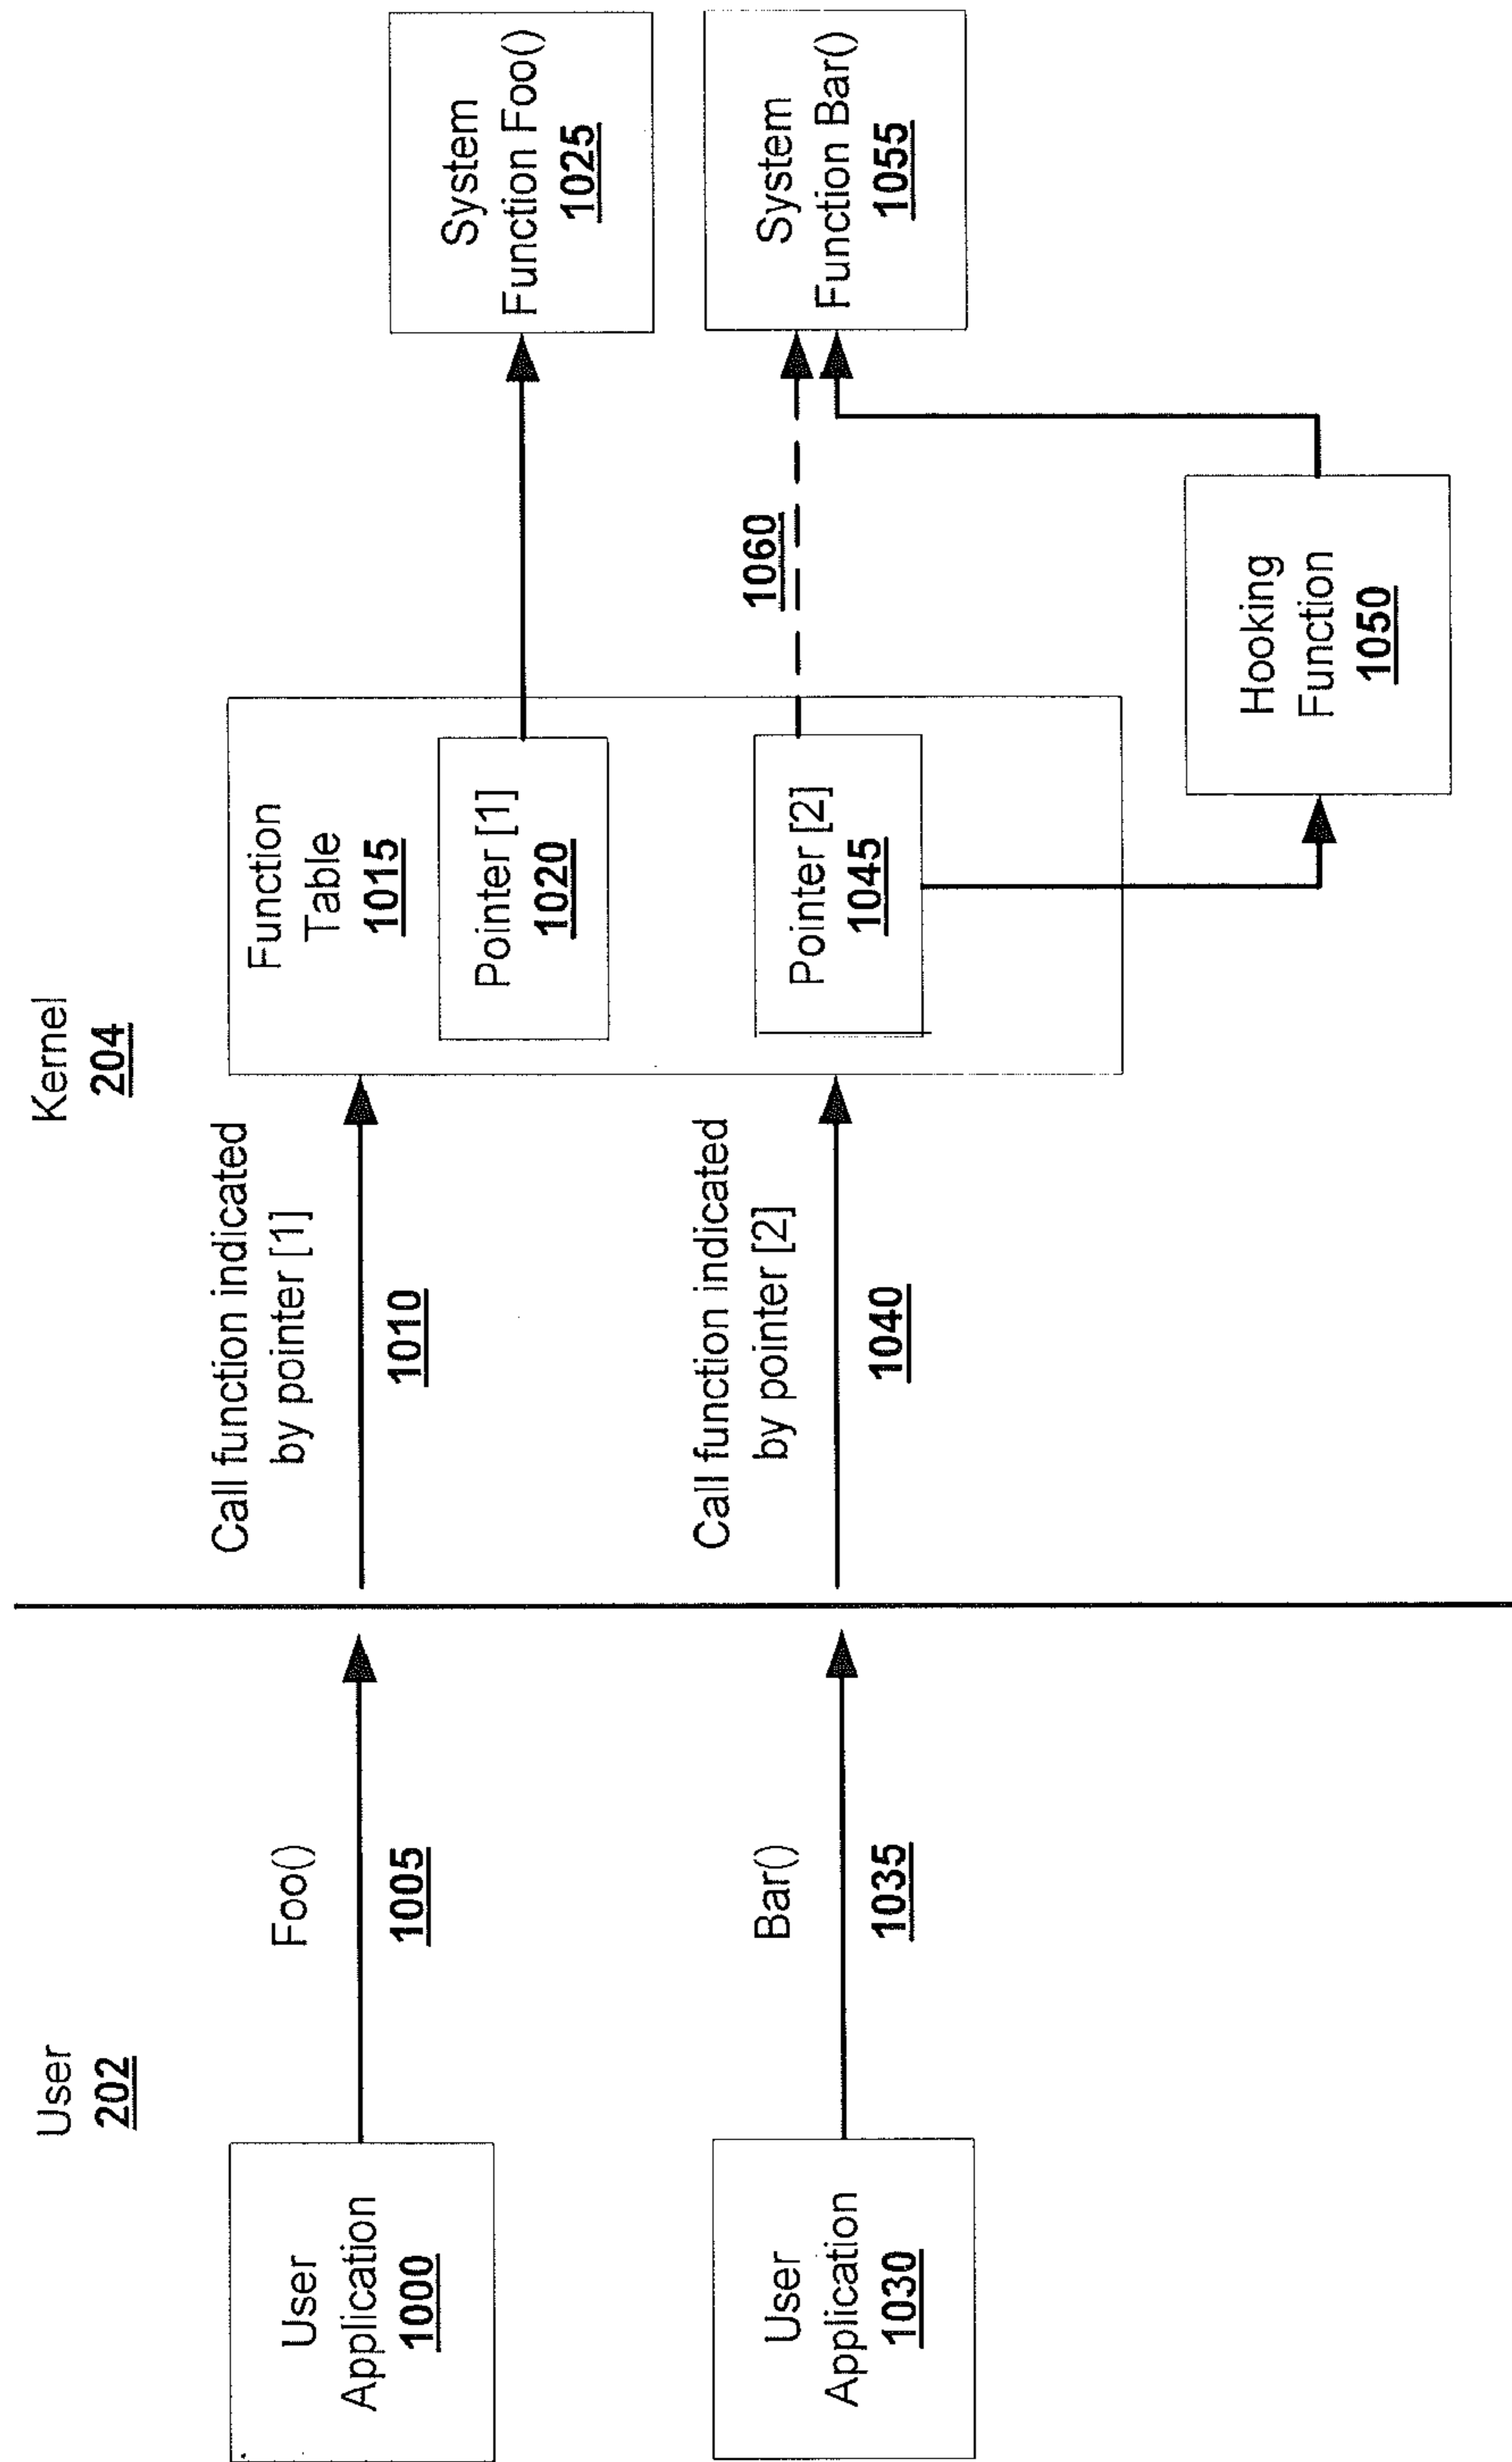 User
202
Kernel
204
User
Application
1000
Foo()
1005
Call function indicated
by pointer [1]
1010
Function
Table
1015
Pointer [1]
1020
System
Function Foo()
1025
User
Application
1030
Bar()
1035
Call function indicated
by pointer [2]
1040
Pointer [2]
1045
1060
System
Function Bar()
1055
Hooking
Function
1050